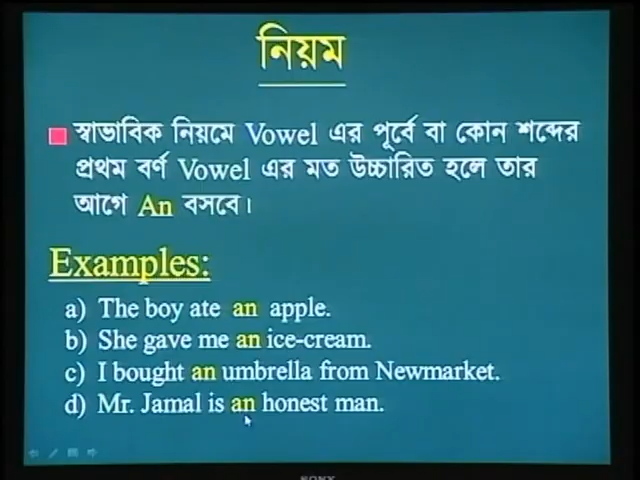 নিয়ম
স্বাভাবিক নিয়মে Vowel এর পূর্বে বা কোন শব্দের
প্রথম বর্ণ Vowel এর মত উচ্চারিত হলে তার
আগে An বসবে।
Examples:
a) The boy ate an apple.
b) She gave me an ice-cream.
c) I bought an umbrella from Newmarket.
d) Mr. Jamal is an honest man.
SONY